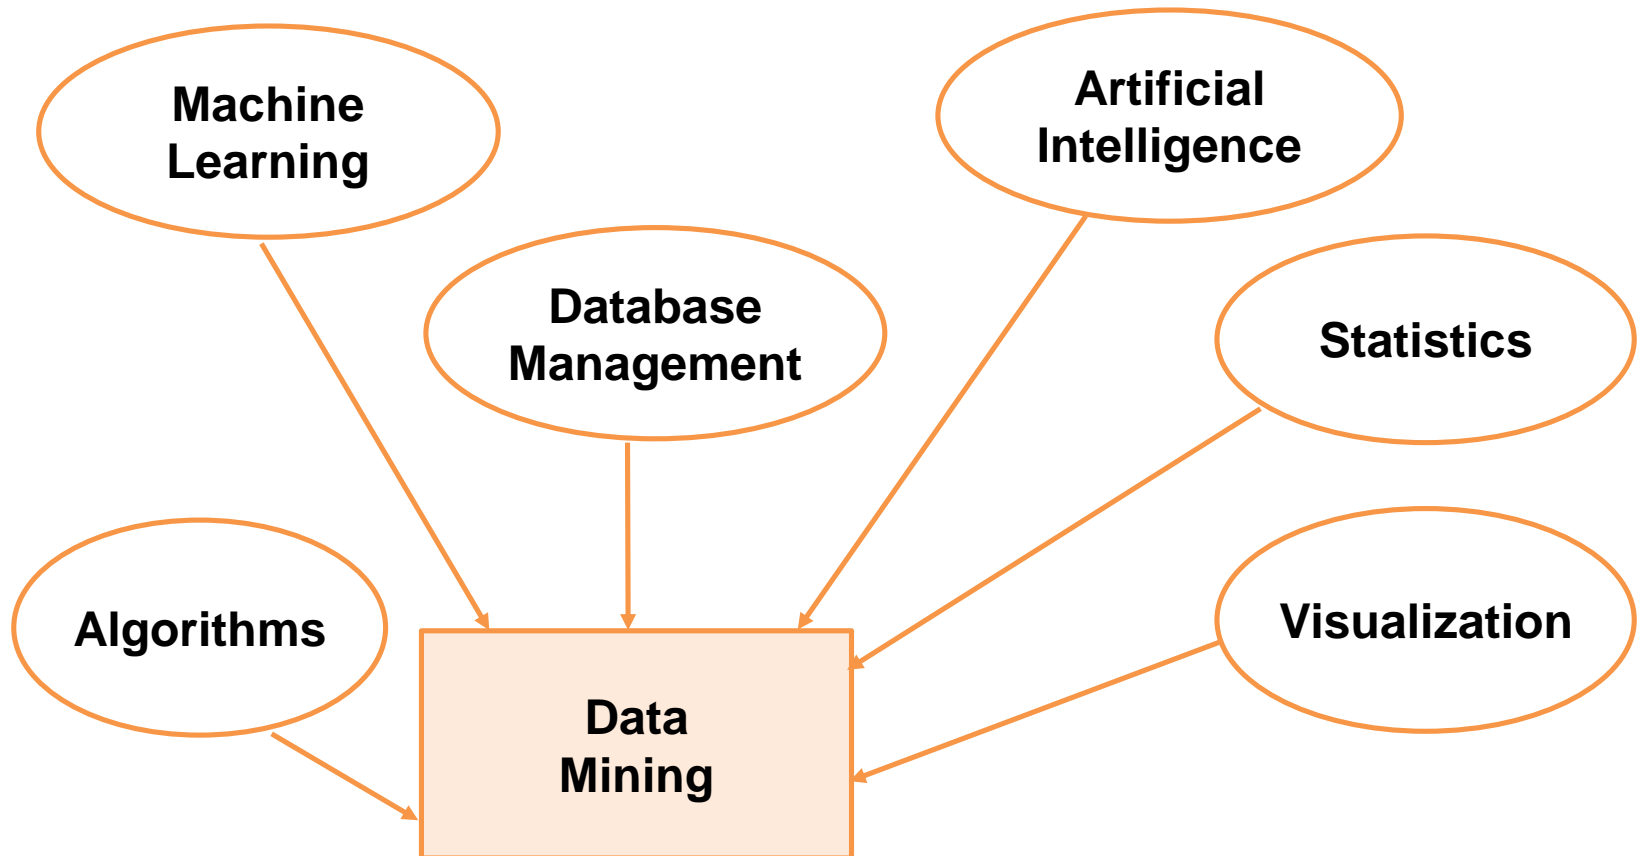 Machine
Learning
Artificial
Intelligence
Database
Management
Statistics
Algorithms
Visualization
Data
Mining